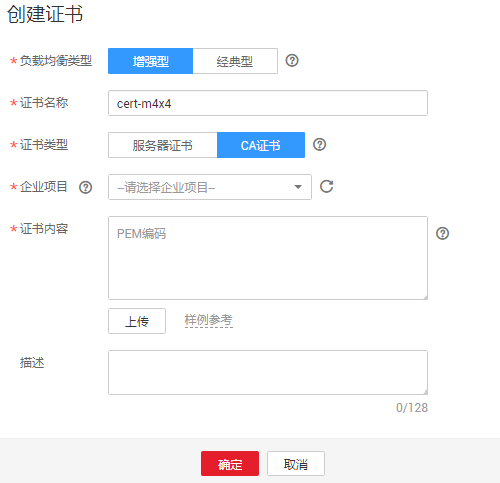 创建证书
* 负载均衡类型 增强型 经典型
* 证书名称 cert-m4x4
* 证书类型 服务器证书 CA证书
* 企业项目 --请选择企业项目--
* 证书内容 PEM编码
上传 样例参考
描述
0/128
确定 取消